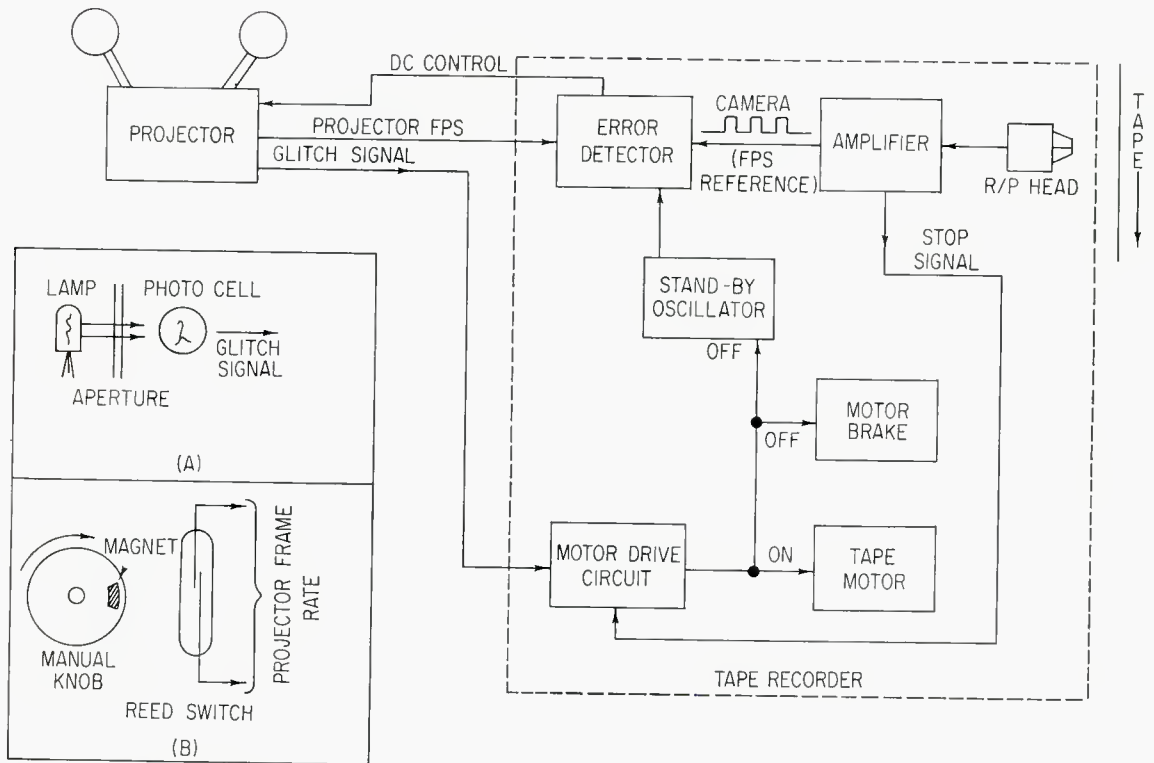 DC CONTROL
PROJECTOR
PROJECTOR FPS
GLITCH SIGNAL
ERROR
DETECTOR
CAMERA
(FPS
REFERENCE)
AMPLIFIER
R/P HEAD
TAPE
STOP
SIGNAL
STAND-BY
OSCILLATOR
OFF
OFF
MOTOR
BRAKE
MOTOR DRIVE
CIRCUIT
ON
TAPE
MOTOR
TAPE RECORDER
LAMP
PHOTO CELL
GLITCH
SIGNAL
APERTURE
(A)
MAGNET
MANUAL
KNOB
REED SWITCH
PROJECTOR FRAME
RATE
(B)